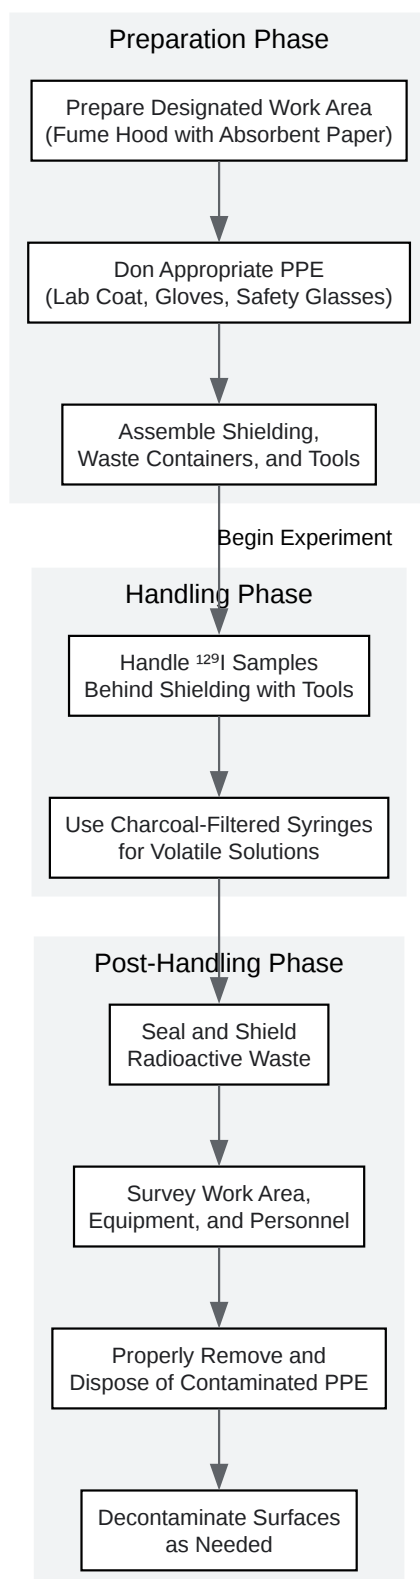 Preparation Phase
Prepare Designated Work Area
(Fume Hood with Absorbent Paper)
Don Appropriate PPE
(Lab Coat, Gloves, Safety Glasses)
Assemble Shielding,
Waste Containers, and Tools
Begin Experiment
Handling Phase
Handle ¹²⁹I Samples
Behind Shielding with Tools
Use Charcoal-Filtered Syringes
for Volatile Solutions
Post-Handling Phase
Seal and Shield
Radioactive Waste
Survey Work Area,
Equipment, and Personnel
Properly Remove and
Dispose of Contaminated PPE
Decontaminate Surfaces
as Needed